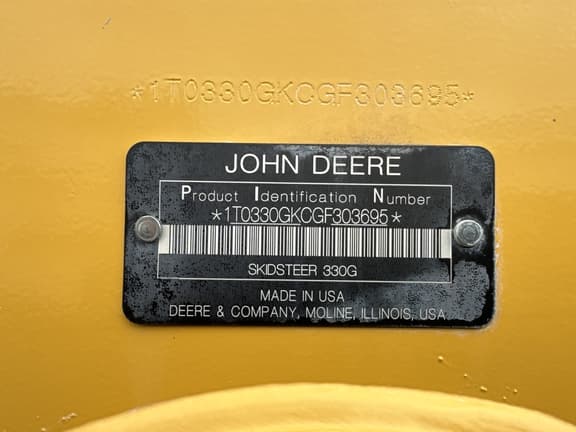 *1T0330GKCGF303695*
JOHN DEERE
Product Identification Number
*1T0330GKCGF303695*
SKIDSTEER 330G
MADE IN USA
DEERE & COMPANY, MOLINE, ILLINOIS, USA